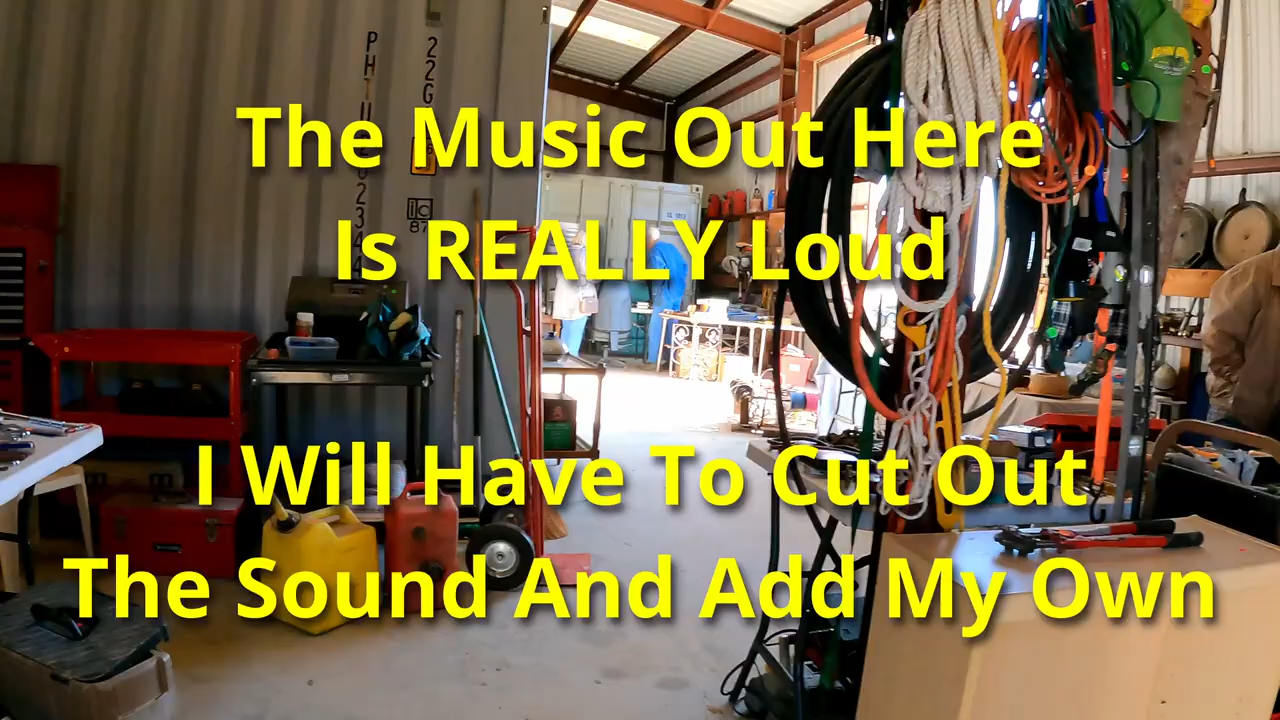 The Music Out Here
Is REALLY Loud
I Will Have To Cut Out
The Sound And Add My Own